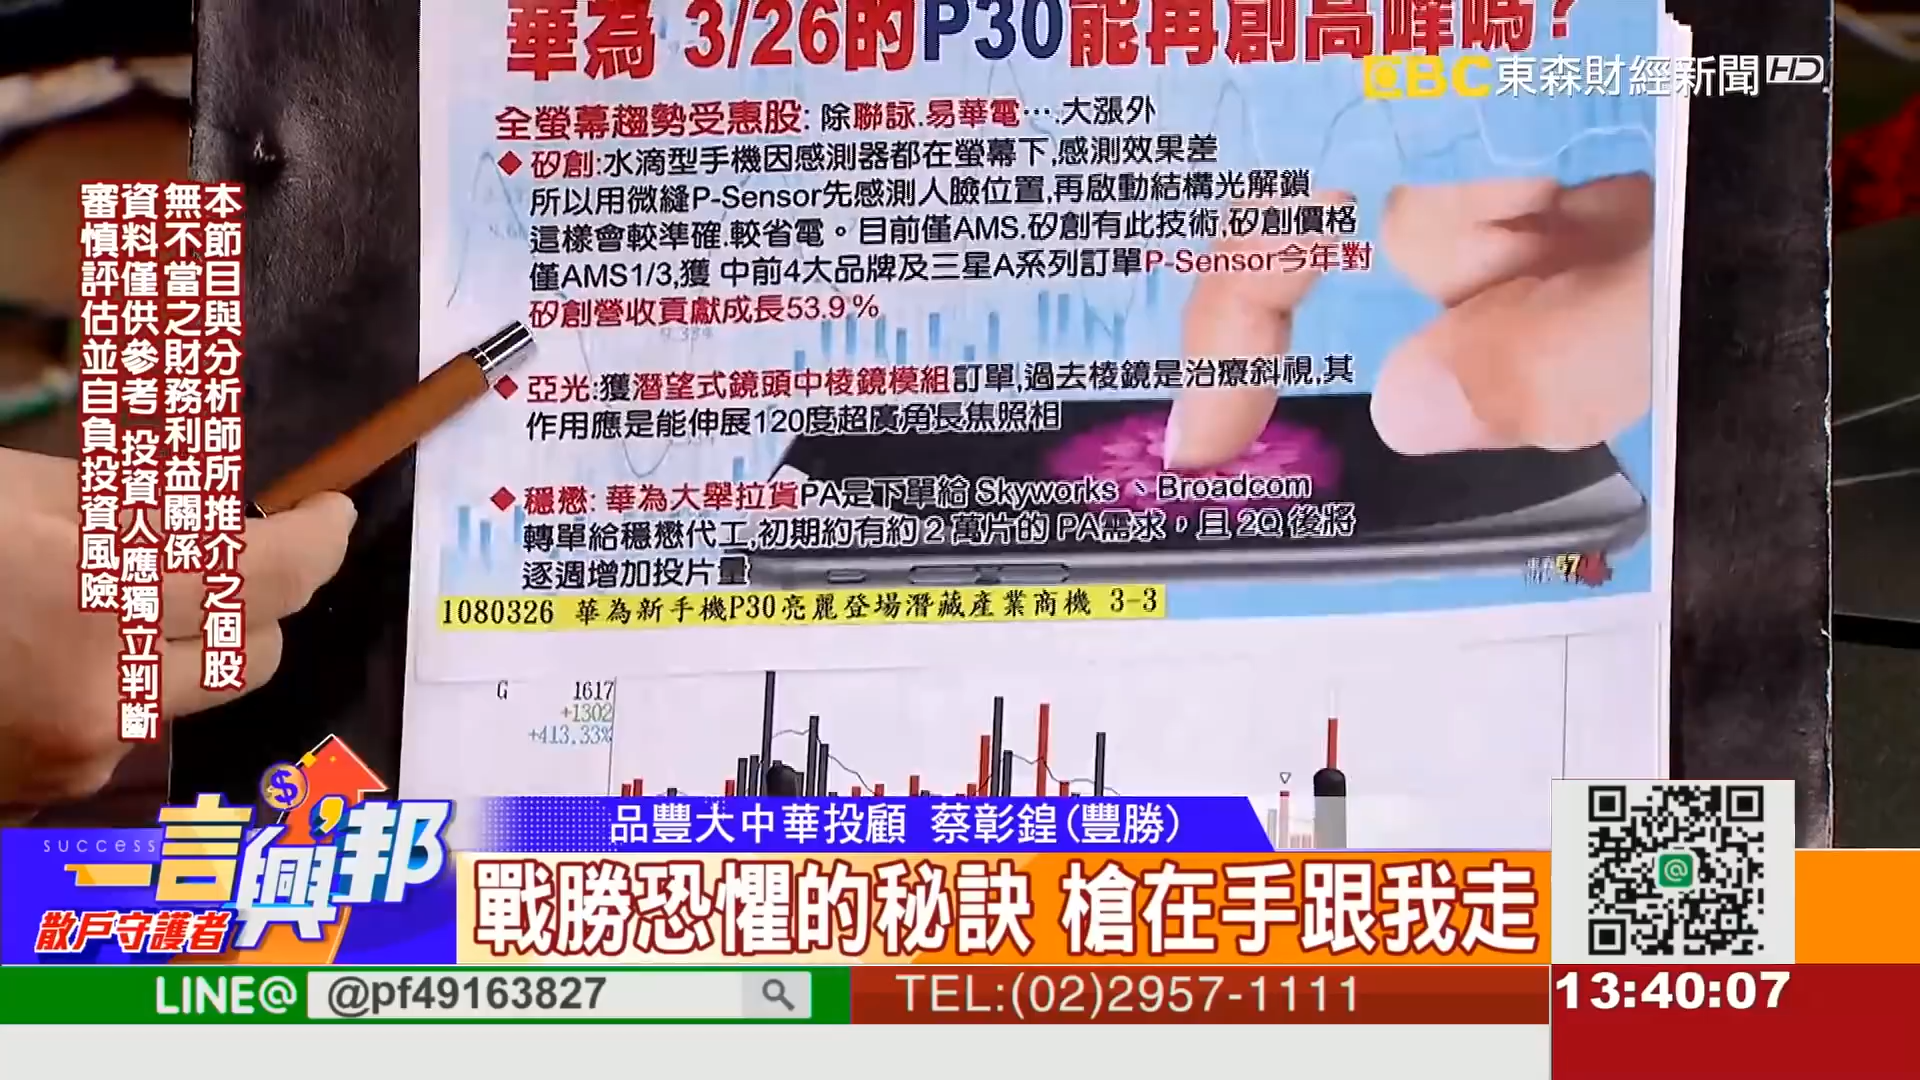 華為 3/26的P30能再創高峰嗎?
EBC東森財經新聞HD
全螢幕趨勢受惠股: 除聯詠.易華電….大漲外
◆ 矽創:水滴型手機因感測器都在螢幕下,感測效果差
所以用微縫P-Sensor先感測人臉位置,再啟動結構光解鎖
這樣會較準確.較省電。目前僅AMS.矽創有此技術,矽創價格
僅AMS1/3,獲 中前4大品牌及三星A系列訂單P-Sensor今年對
矽創營收貢獻成長53.9%
◆ 亞光:獲潛望式鏡頭中棱鏡模組訂單,過去棱鏡是治療斜視,其
作用應是能伸展120度超廣角長焦照相
◆ 穩懋: 華為大舉拉貨PA是下單給 Skyworks、Broadcom
轉單給穩懋代工,初期約有約2萬片的 PA需求,且 2Q 後將
逐週增加投片量
1080326 華為新手機P30亮麗登場潛藏產業商機 3-3
本節目與分析師所推介之個股
無不當之財務利益關係
資料僅供參考 投資人應獨立判斷
審慎評估並自負投資風險
G 1617
+1302
+413.33%
品豐大中華投顧 蔡彰鍠(豐勝)
success
一言興邦
散戶守護者
戰勝恐懼的秘訣 槍在手跟我走
LINE@ @pf49163827
TEL:(02)2957-1111
13:40:07